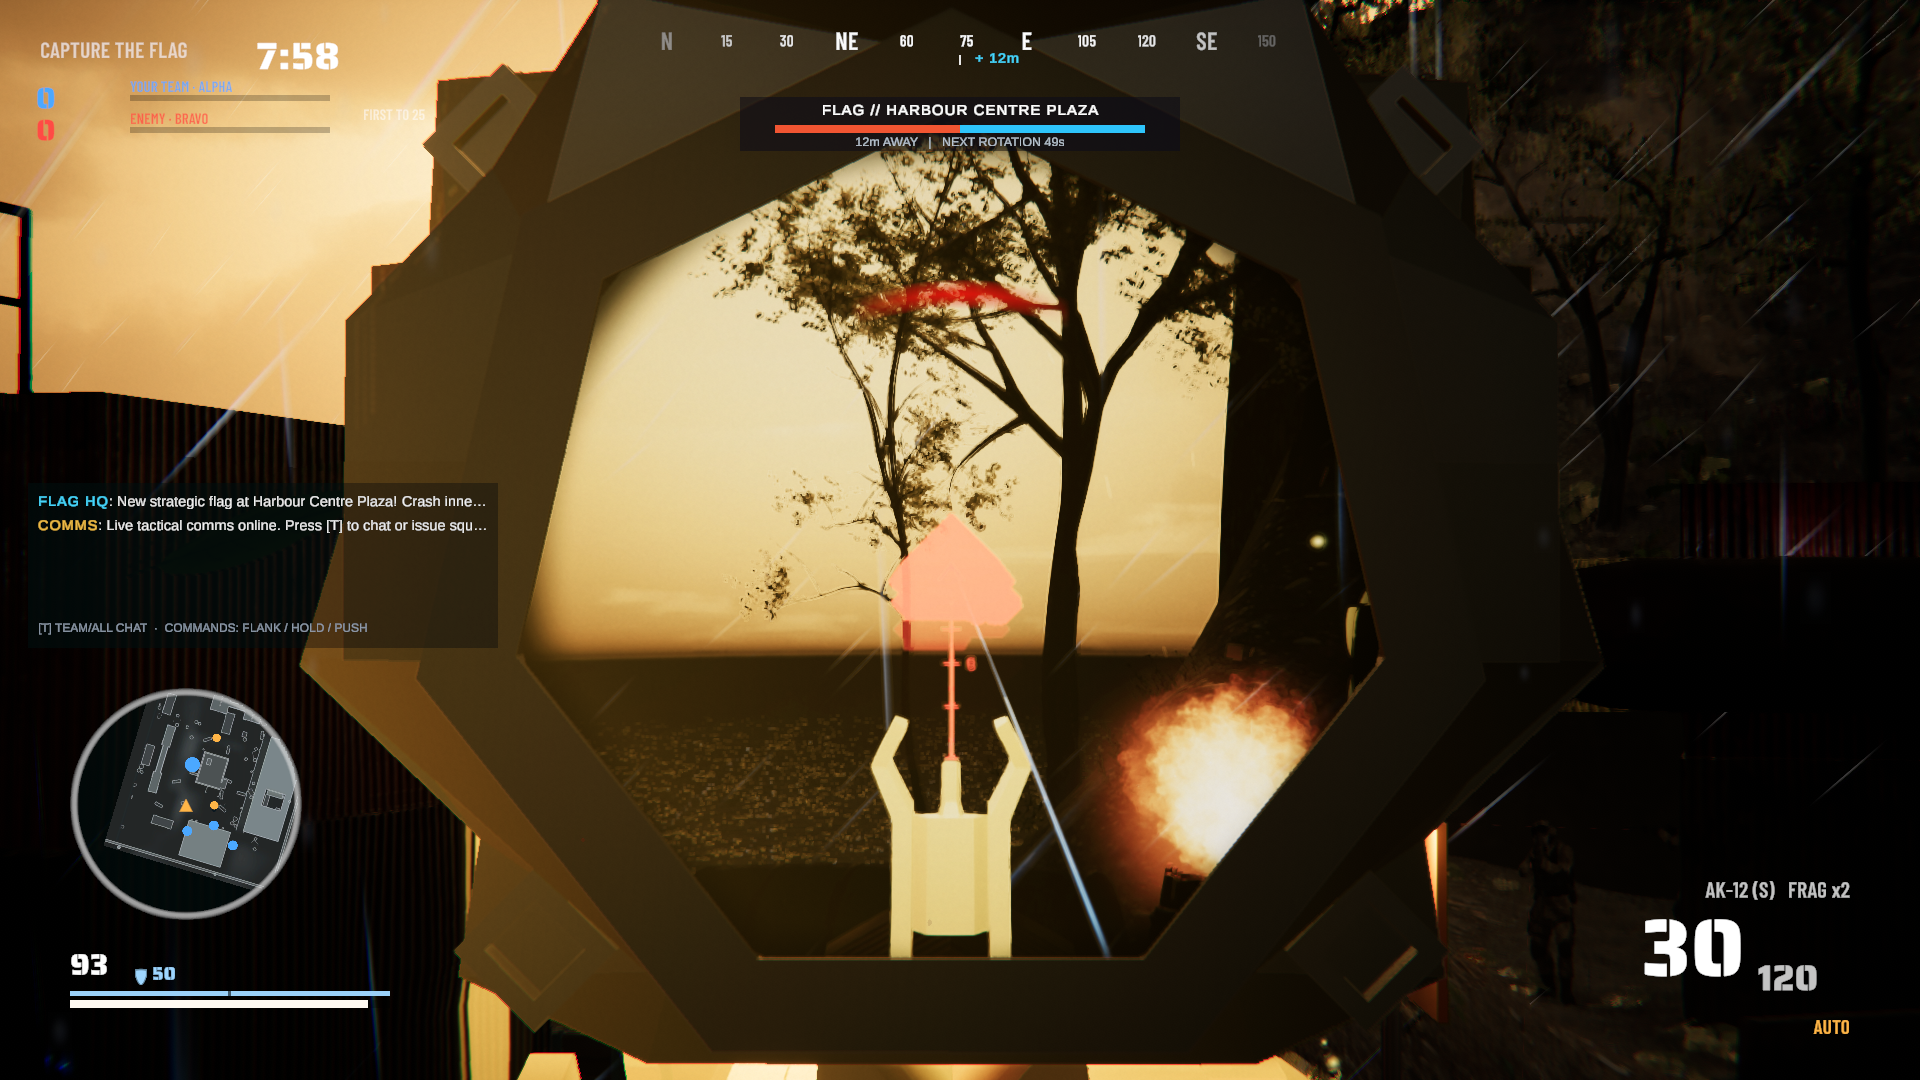 CAPTURE THE FLAG
7:58
0
YOUR TEAM · ALPHA
0
ENEMY · BRAVO
FIRST TO 25
N 15 30 NE 60 75 E 105 120 SE 150
+ 12m
FLAG // HARBOUR CENTRE PLAZA
12m AWAY | NEXT ROTATION 49s
FLAG HQ: New strategic flag at Harbour Centre Plaza! Crash inne...
COMMS: Live tactical comms online. Press [T] to chat or issue squ...
[T] TEAM/ALL CHAT · COMMANDS: FLANK / HOLD / PUSH
93
50
AK-12 (S) FRAG x2
30
120
AUTO